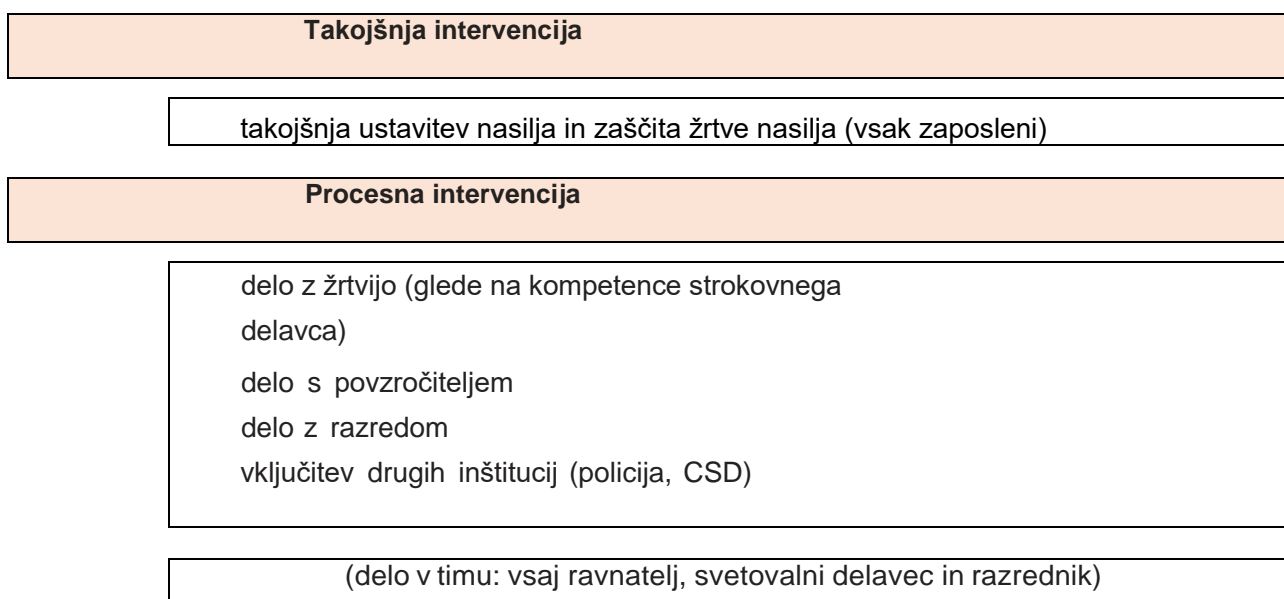 Takojšnja intervencija
takojšnja ustavitev nasilja in zaščita žrtve nasilja (vsak zaposleni)
Procesna intervencija
delo z žrtvijo (glede na kompetence strokovnega
delavca)
delo s povzročiteljem
delo z razredom
vključitev drugih inštitucij (policija, CSD)
(delo v timu: vsaj ravnatelj, svetovalni delavec in razrednik)